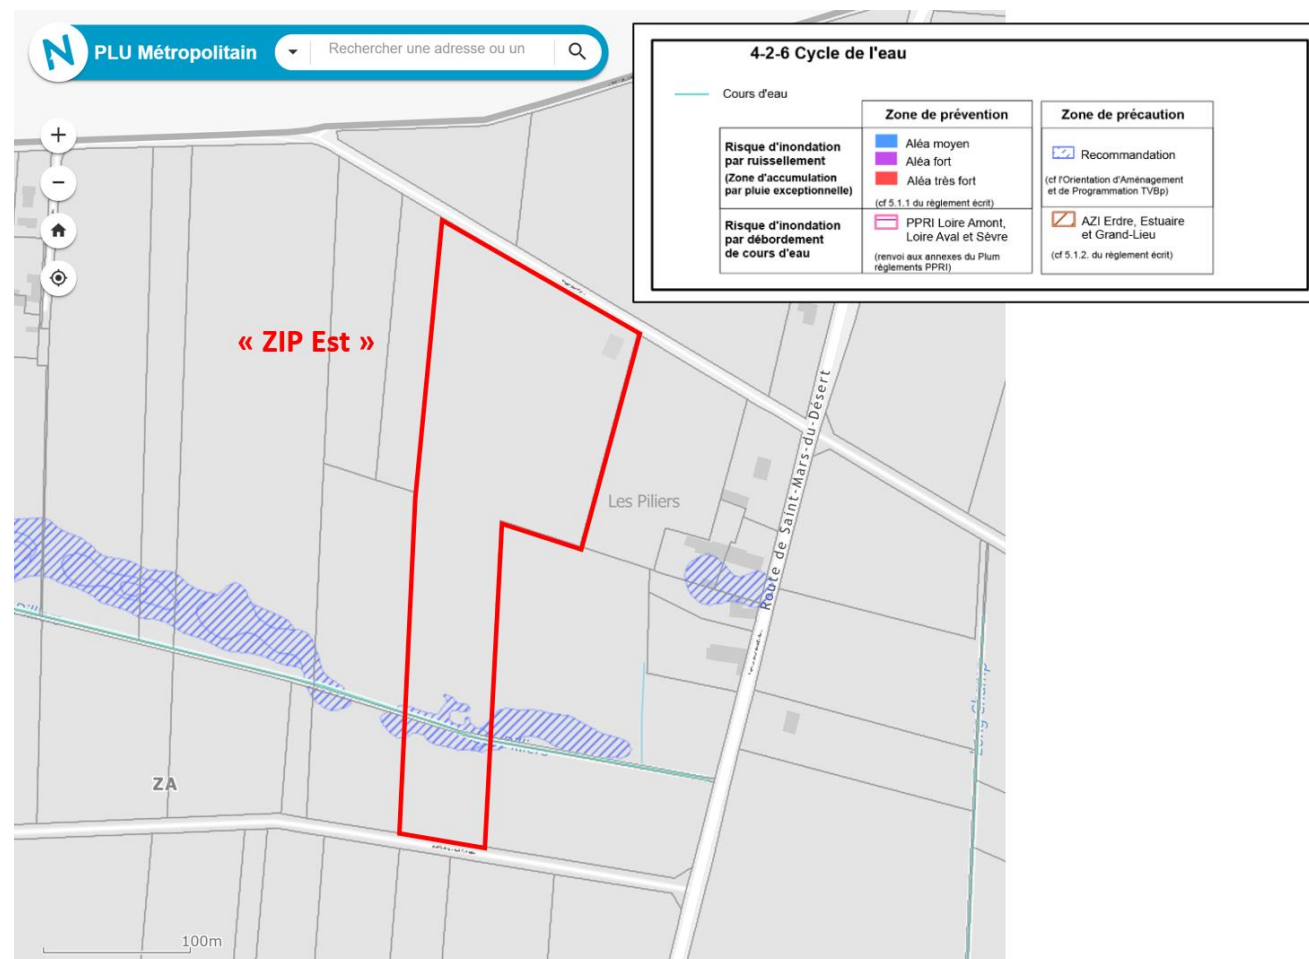 PLU Métropolitain
Rechercher une adresse ou un
4-2-6 Cycle de l'eau
Cours d'eau
Zone de prévention
Zone de précaution
Risque d'inondation
par ruissellement
(Zone d'accumulation
par pluie exceptionnelle)
Aléa moyen
Aléa fort
Aléa très fort
(cf 5.1.1 du règlement écrit)
Recommandation
(cf l'Orientation d'Aménagement
et de Programmation TVBp)
Risque d'inondation
par débordement
de cours d'eau
PPRI Loire Amont,
Loire Aval et Sèvre
(renvoi aux annexes du Plum
règlements PPRI)
AZI Erdre, Estuaire
et Grand-Lieu
(cf 5.1.2. du règlement écrit)
« ZIP Est »
Les Piliers
Route de Saint-Mars-du-Désert
Long Champ
ZA
100m